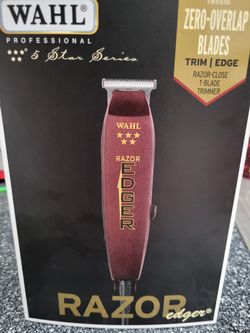 WAHL
PROFESSIONAL
5 Star Series
ZERO-OVERLAP
BLADES
TRIM | EDGE
RAZOR-CLOSE
T-BLADE
TRIMMER
WAHL
RAZOR
EDGER
RAZOR
edger®